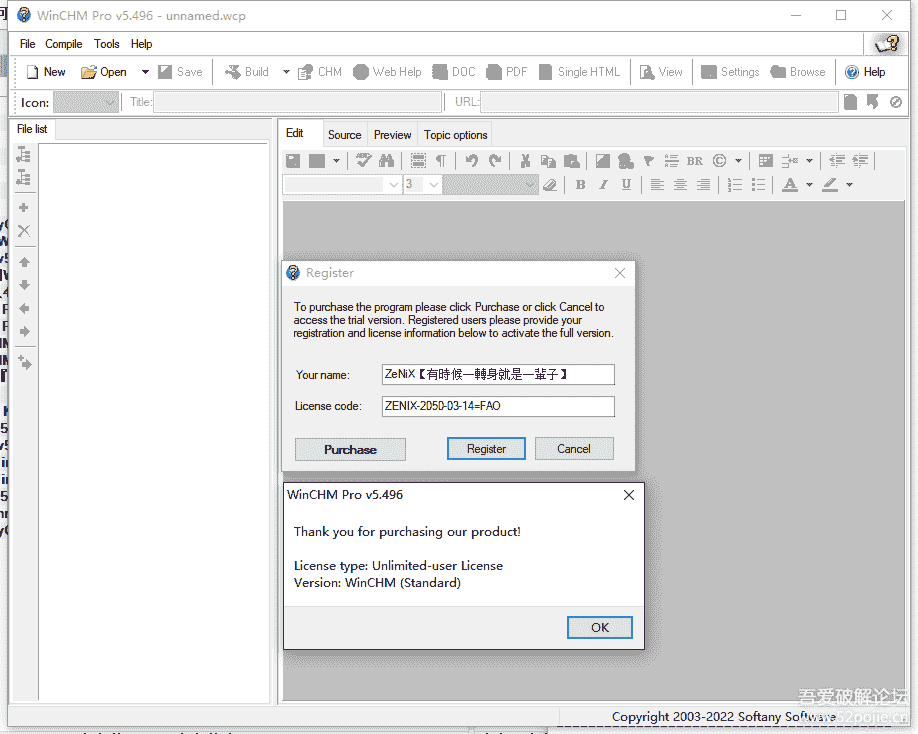 WinCHM Pro v5.496 - unnamed.wcp
File Compile Tools Help
New Open Save Build CHM Web Help DOC PDF Single HTML View Settings Browse Help
Icon: Title: URL:
File list
Edit Source Preview Topic options
BR
3 B I U A
Register
To purchase the program please click Purchase or click Cancel to
access the trial version. Registered users please provide your
registration and license information below to activate the full version.
Your name: ZeNiX【有時候一轉身就是一輩子】
License code: ZENIX-2050-03-14=FAO
Purchase Register Cancel
WinCHM Pro v5.496
Thank you for purchasing our product!
License type: Unlimited-user License
Version: WinCHM (Standard)
OK
吾爱破解论坛
Copyright 2003-2022 Softany Software
www.52pojie.cn